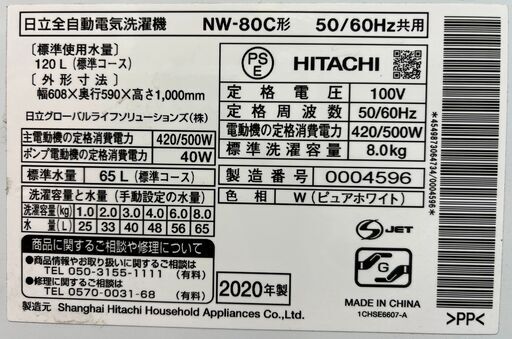 日立全自動電気洗濯機 NW-80C形 50/60Hz共用
［標準使用水量］
120L（標準コース）
［外形寸法］
幅608×奥行590×高さ1,000mm
日立グローバルライフソリューションズ（株）
主電動機の定格消費電力 420/500W
ポンプ電動機の定格消費電力 40W
標準水量 65L（標準コース）
洗濯容量と水量（手動設定の水量）
洗濯容量(kg) 1.0 2.0 3.0 4.0 6.0 8.0
水量(L) 25 33 40 48 56 65
商品に関するご相談や修理について
●商品情報やお取り扱いに関するご相談
TEL 050-3155-1111（有料）
●修理に関するご相談
TEL 0570-0031-68（有料）
2020年製
製造元 Shanghai Hitachi Household Appliances Co., Ltd.
PS
E
HITACHI
定格電圧 100V
定格周波数 50/60Hz
電動機の定格消費電力 420/500W
標準洗濯容量 8.0kg
製造番号 0004596
色相 W（ピュアホワイト）
S JET
G
MADE IN CHINA
1CHSE6607-A
*4549873064734/0004596*
>PP<